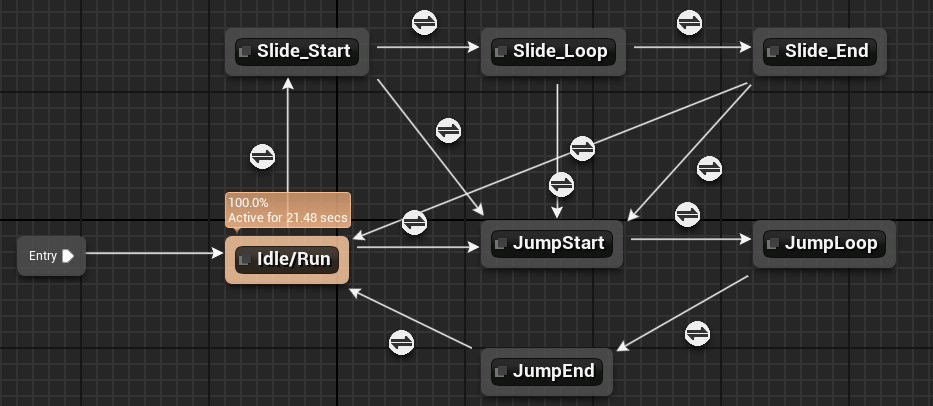 Slide_Start
Slide_Loop
Slide_End
100.0%
Active for 21.48 secs
Entry
Idle/Run
JumpStart
JumpLoop
JumpEnd